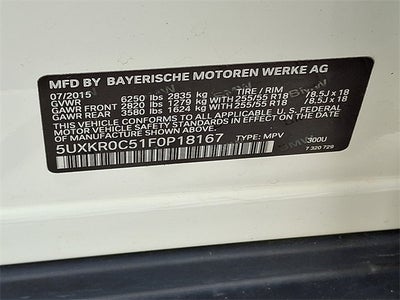 MFD BY BAYERISCHE MOTOREN WERKE AG
07/2015 TIRE / RIM
GVWR 6250 lbs 2835 kg
GAWR FRONT 2820 lbs 1279 kg WITH 255/55 R18 /8.5J x 18
GAWR REAR 3580 lbs 1624 kg WITH 255/55 R18 /8.5J x 18
THIS VEHICLE CONFORMS TO ALL APPLICABLE U.S. FEDERAL
MOTOR VEHICLE SAFETY
STANDARDS IN EFFECT ON THE DATE OF MANUFACTURE SHOWN ABOVE.
5UXKR0C51F0P18167 TYPE: MPV
300U
7 320 729